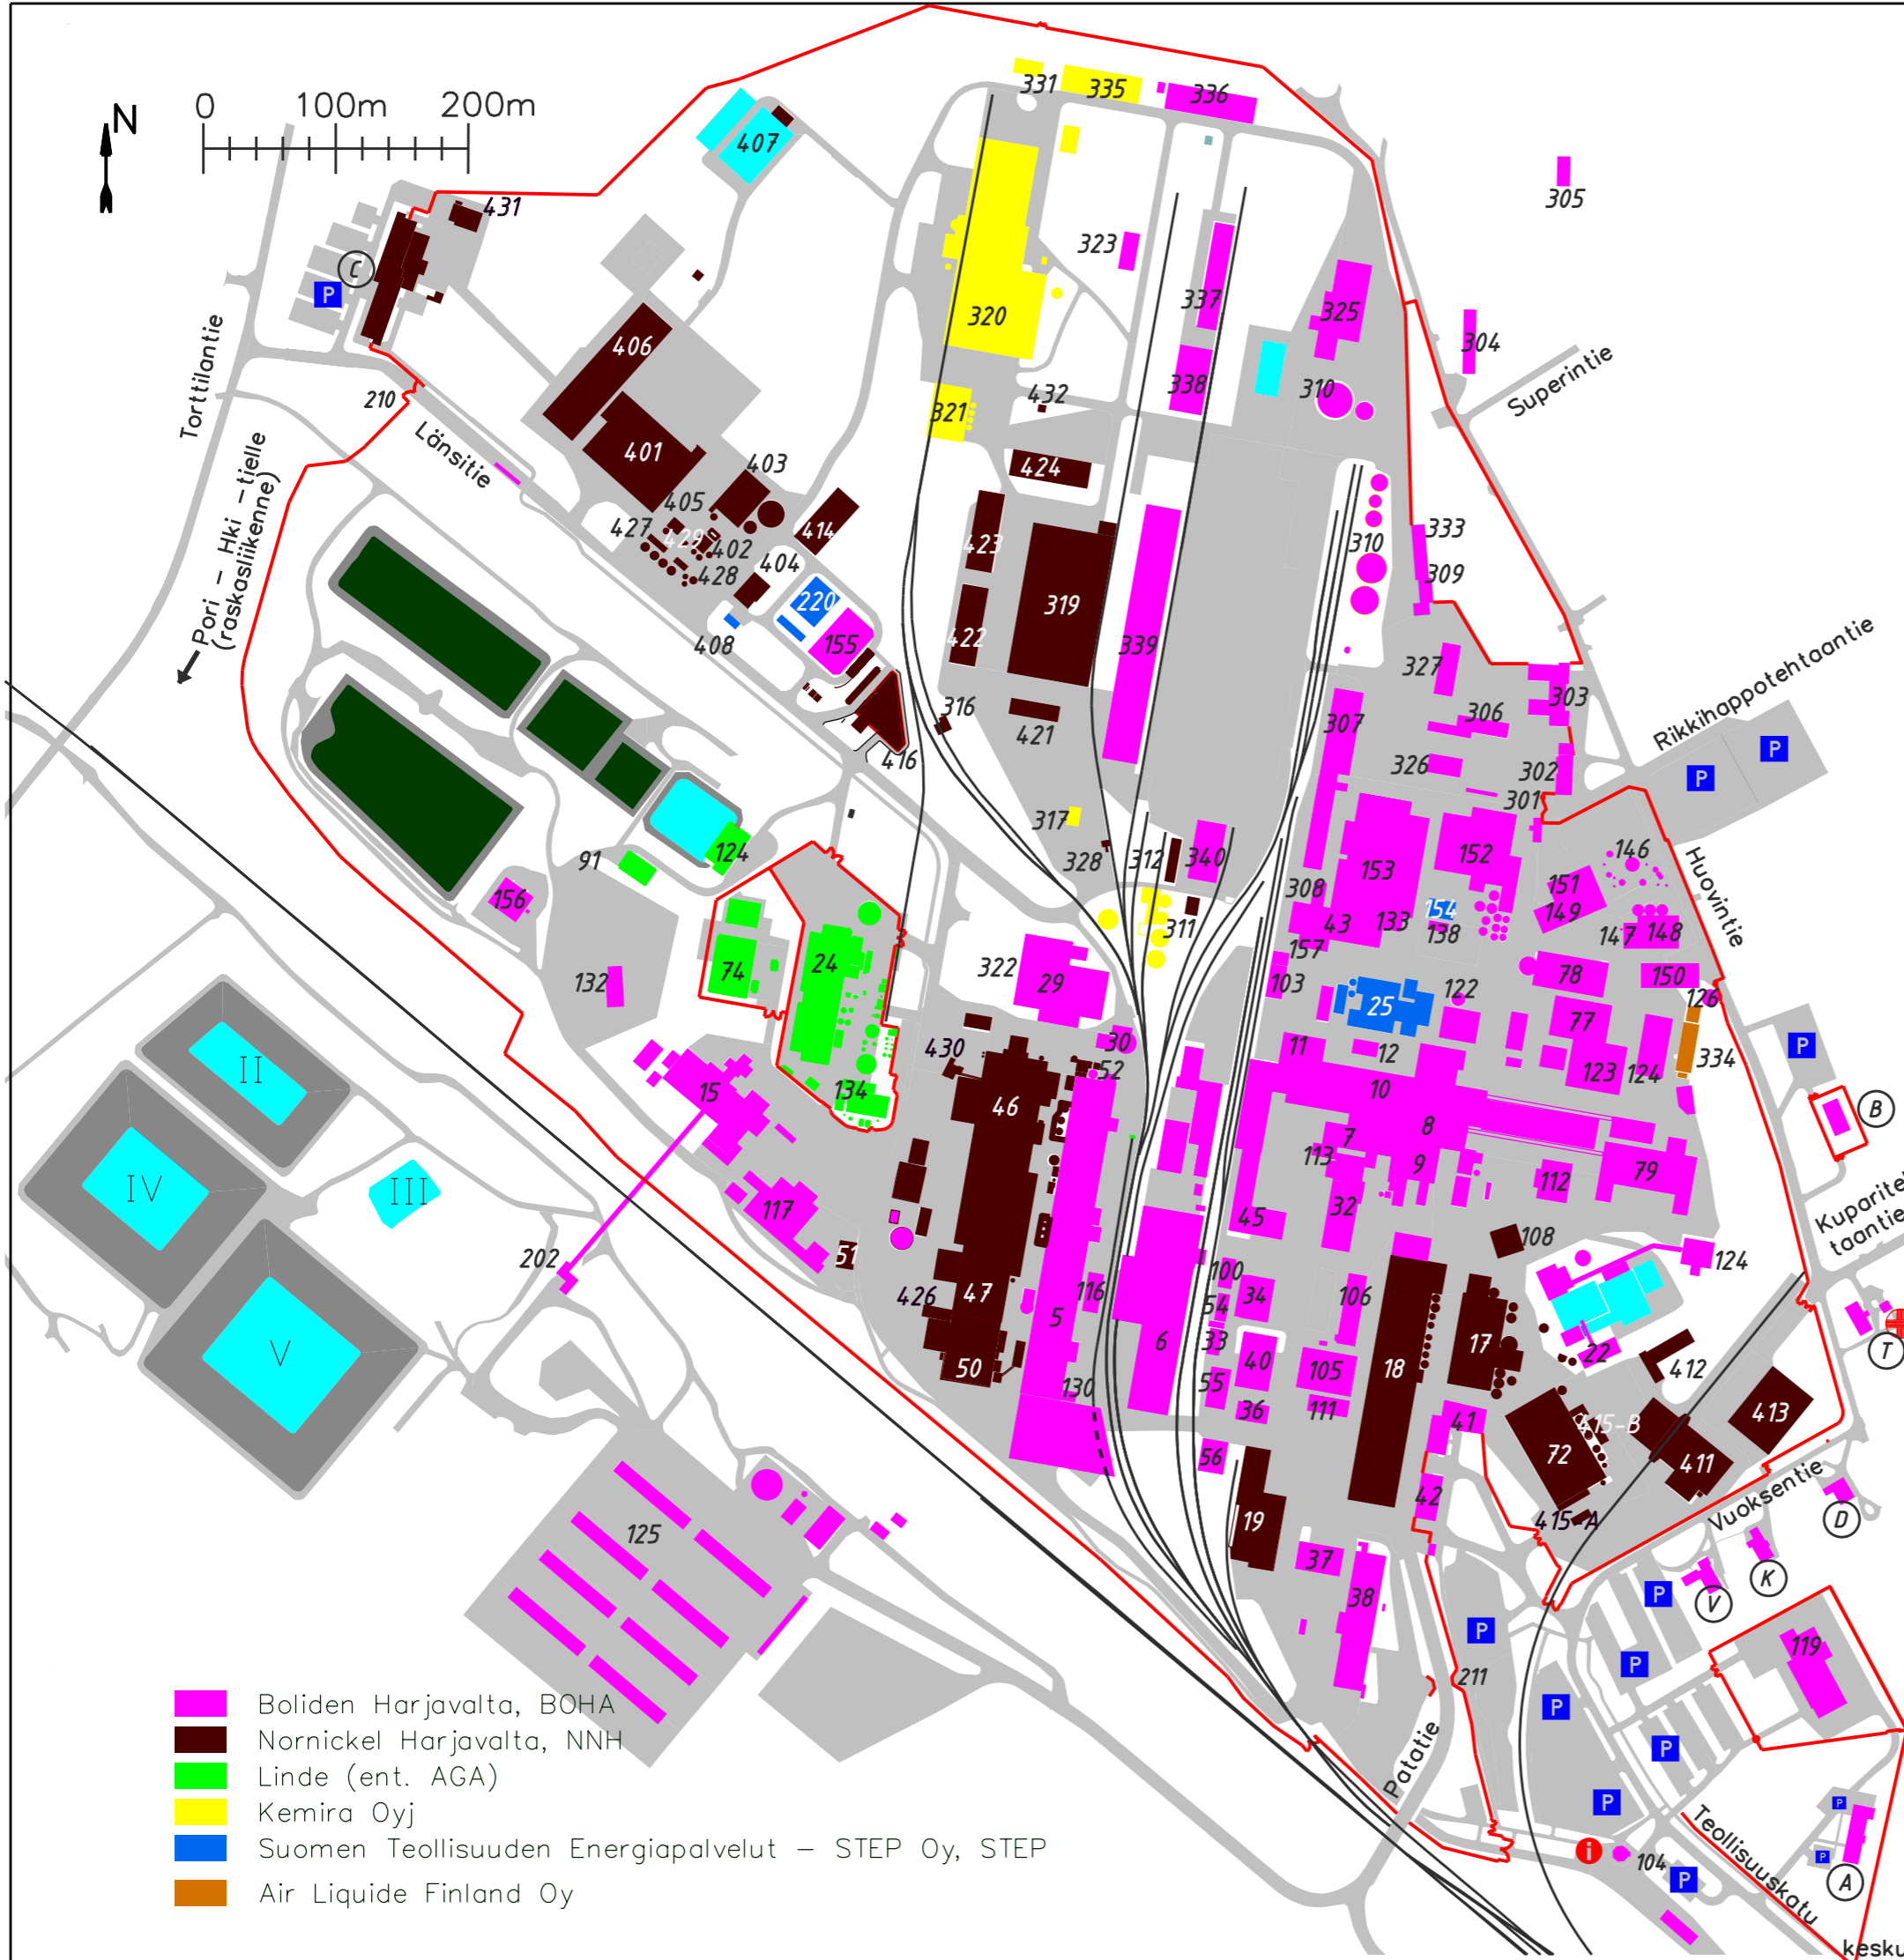 N
0 100m 200m
331
335
336
407
305
431
C
P
323
337
325
320
406
304
Superintie
338
310
432
321
210
Tortilantie
Länsitie
401
403
424
Pori - Hki -tielle
(raskasliikenne)
405
427
429
402
414
423
310
333
404
428
309
319
220
422
408
155
339
327
Rikkihappotehtaantie
303
316
306
307
421
P
416
326
302
P
301
317
91
124
328
312
340
152
146
Huovintie
153
156
308
151
154
149
43
133
138
311
147
148
157
322
74
24
29
78
150
132
103
122
126
25
77
30
11
12
P
430
II
52
123
124
334
15
134
46
10
B
7
8
113
9
IV
III
79
112
117
32
45
Kuparite
taantie
108
202
51
124
100
426
116
47
34
54
106
5
T
V
33
6
17
22
40
50
105
18
412
55
130
36
111
41
413
415-B
72
56
411
42
Vuoksentie
19
415-A
D
125
37
K
38
P
V
P
119
P
211
P
Boliden Harjavalta, BOHA
Nornickel Harjavalta, NNH
P
Patatie
Linde (ent. AGA)
P
P
Kemira Oyj
Teollisuuskatu
Suomen Teollisuuden Energiapalvelut - STEP Oy, STEP
i
P
104
P
A
Air Liquide Finland Oy
kesku